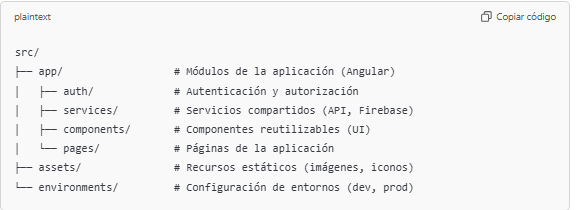 plaintext
Copiar código
src/
├── app/                  # Módulos de la aplicación (Angular)
│   ├── auth/             # Autenticación y autorización
│   ├── services/         # Servicios compartidos (API, Firebase)
│   ├── components/       # Componentes reutilizables (UI)
│   └── pages/            # Páginas de la aplicación
├── assets/               # Recursos estáticos (imágenes, iconos)
└── environments/         # Configuración de entornos (dev, prod)